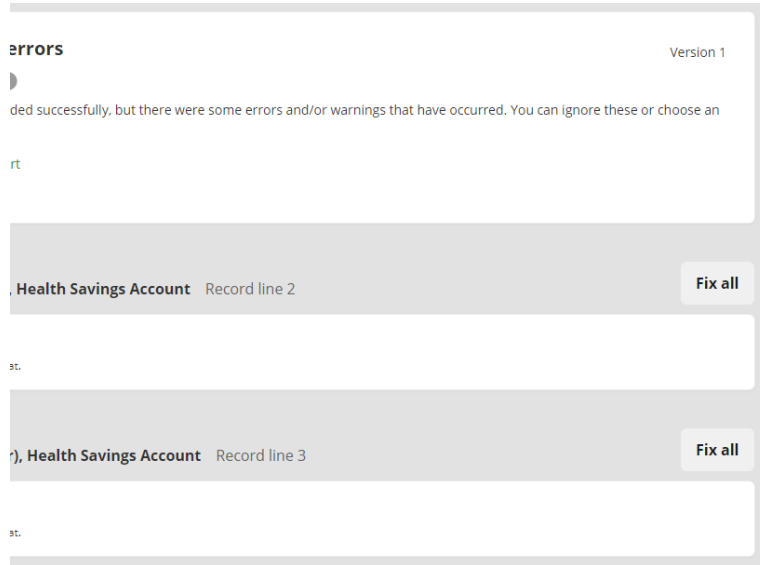 errors
Version 1
ded successfully, but there were some errors and/or warnings that have occurred. You can ignore these or choose an
rt
, Health Savings Account Record line 2
Fix all
at.
r), Health Savings Account Record line 3
Fix all
at.